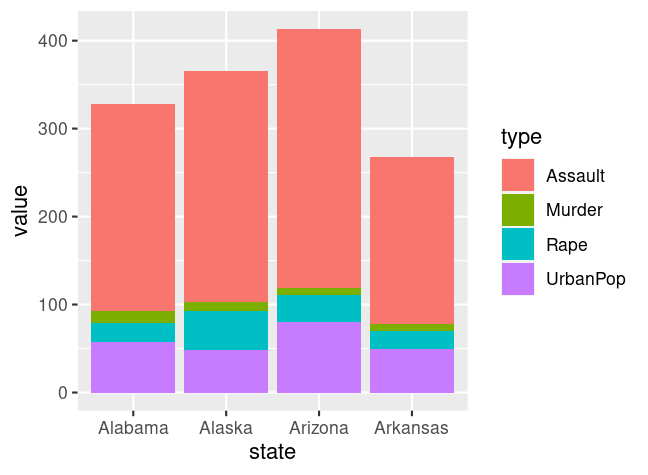 400
300
200
100
0
value
Alabama Alaska Arizona Arkansas
state
type
Assault
Murder
Rape
UrbanPop